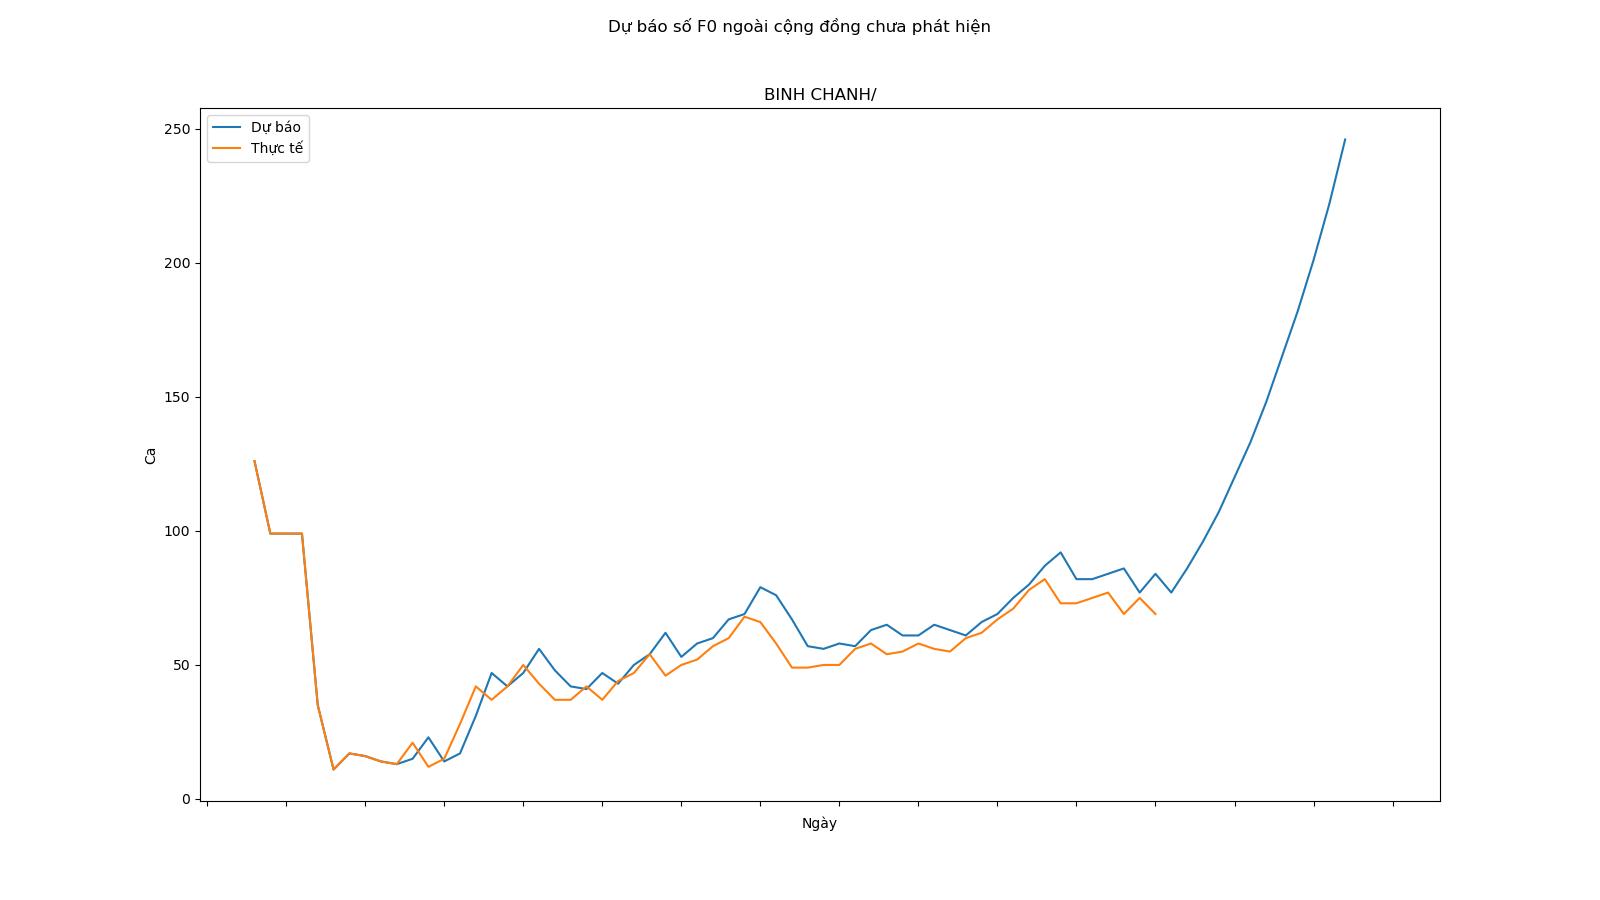 Dự báo số F0 ngoài cộng đồng chưa phát hiện
BINH CHANH/
Dự báo
Thực tế
250
200
150
100
50
0
Ca
Ngày